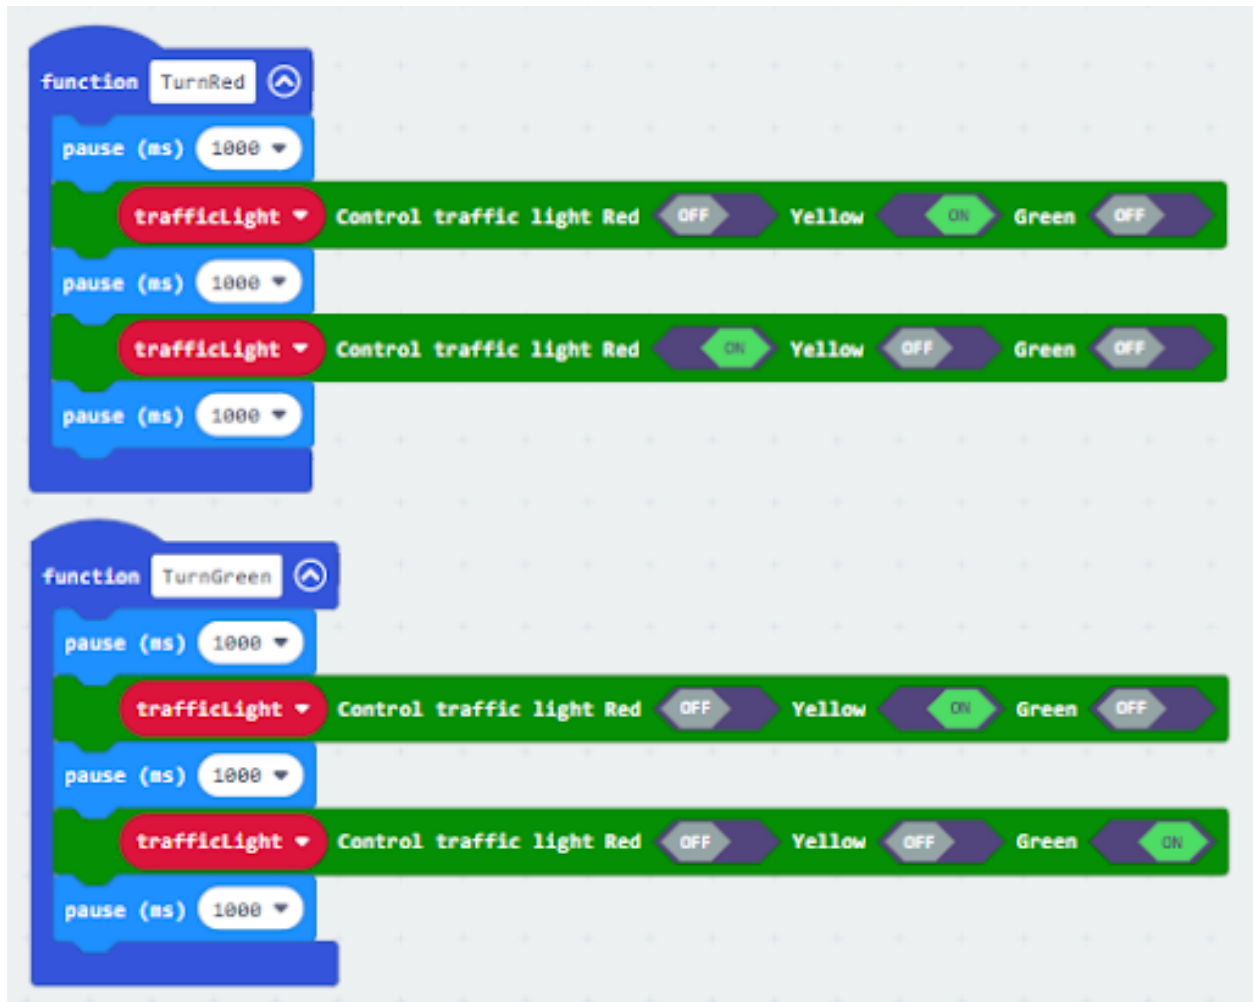 function TurnRed
pause (ms) 1000
trafficLight Control traffic light Red OFF Yellow ON Green OFF
pause (ms) 1000
trafficLight Control traffic light Red ON Yellow OFF Green OFF
pause (ms) 1000
function TurnGreen
pause (ms) 1000
trafficLight Control traffic light Red OFF Yellow ON Green OFF
pause (ms) 1000
trafficLight Control traffic light Red OFF Yellow OFF Green ON
pause (ms) 1000